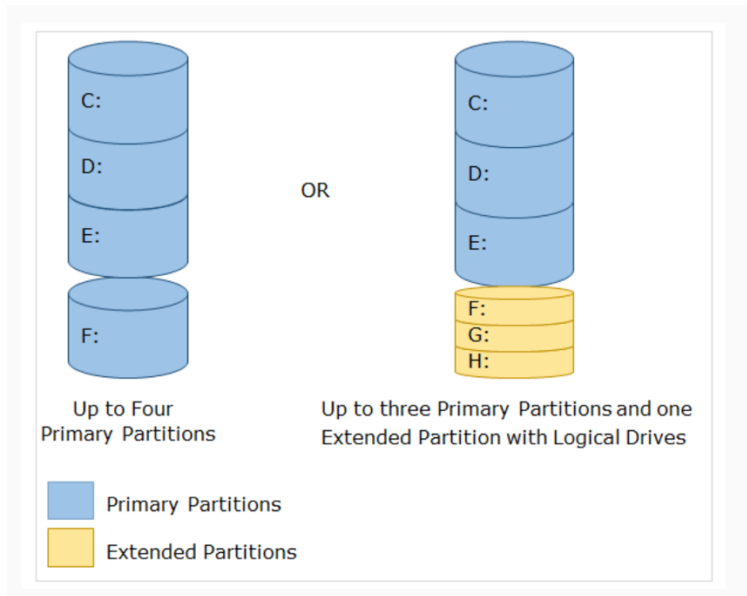 C:
D:
E:
F:
OR
C:
D:
E:
F:
G:
H:
Up to Four
Primary Partitions
Up to three Primary Partitions and one
Extended Partition with Logical Drives
Primary Partitions
Extended Partitions